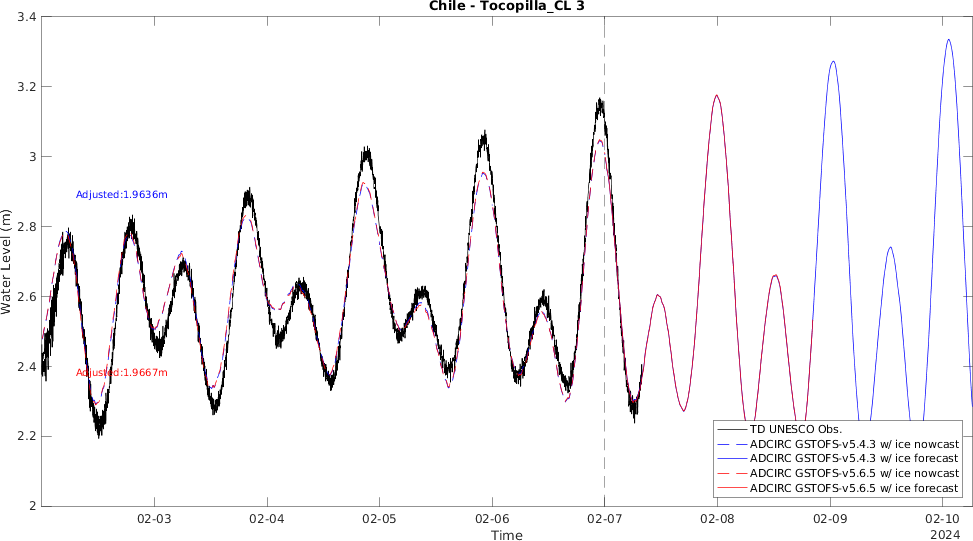 Chile - Tocopilla_CL 3
3.4
3.2
3
2.8
2.6
2.4
2.2
2
Water Level (m)
Adjusted:1.9636m
Adjusted:1.9667m
TD UNESCO Obs.
ADCIRC GSTOFS-v5.4.3 w/ ice nowcast
ADCIRC GSTOFS-v5.4.3 w/ ice forecast
ADCIRC GSTOFS-v5.6.5 w/ ice nowcast
ADCIRC GSTOFS-v5.6.5 w/ ice forecast
02-03 02-04 02-05 02-06 02-07 02-08 02-09 02-10
Time 2024